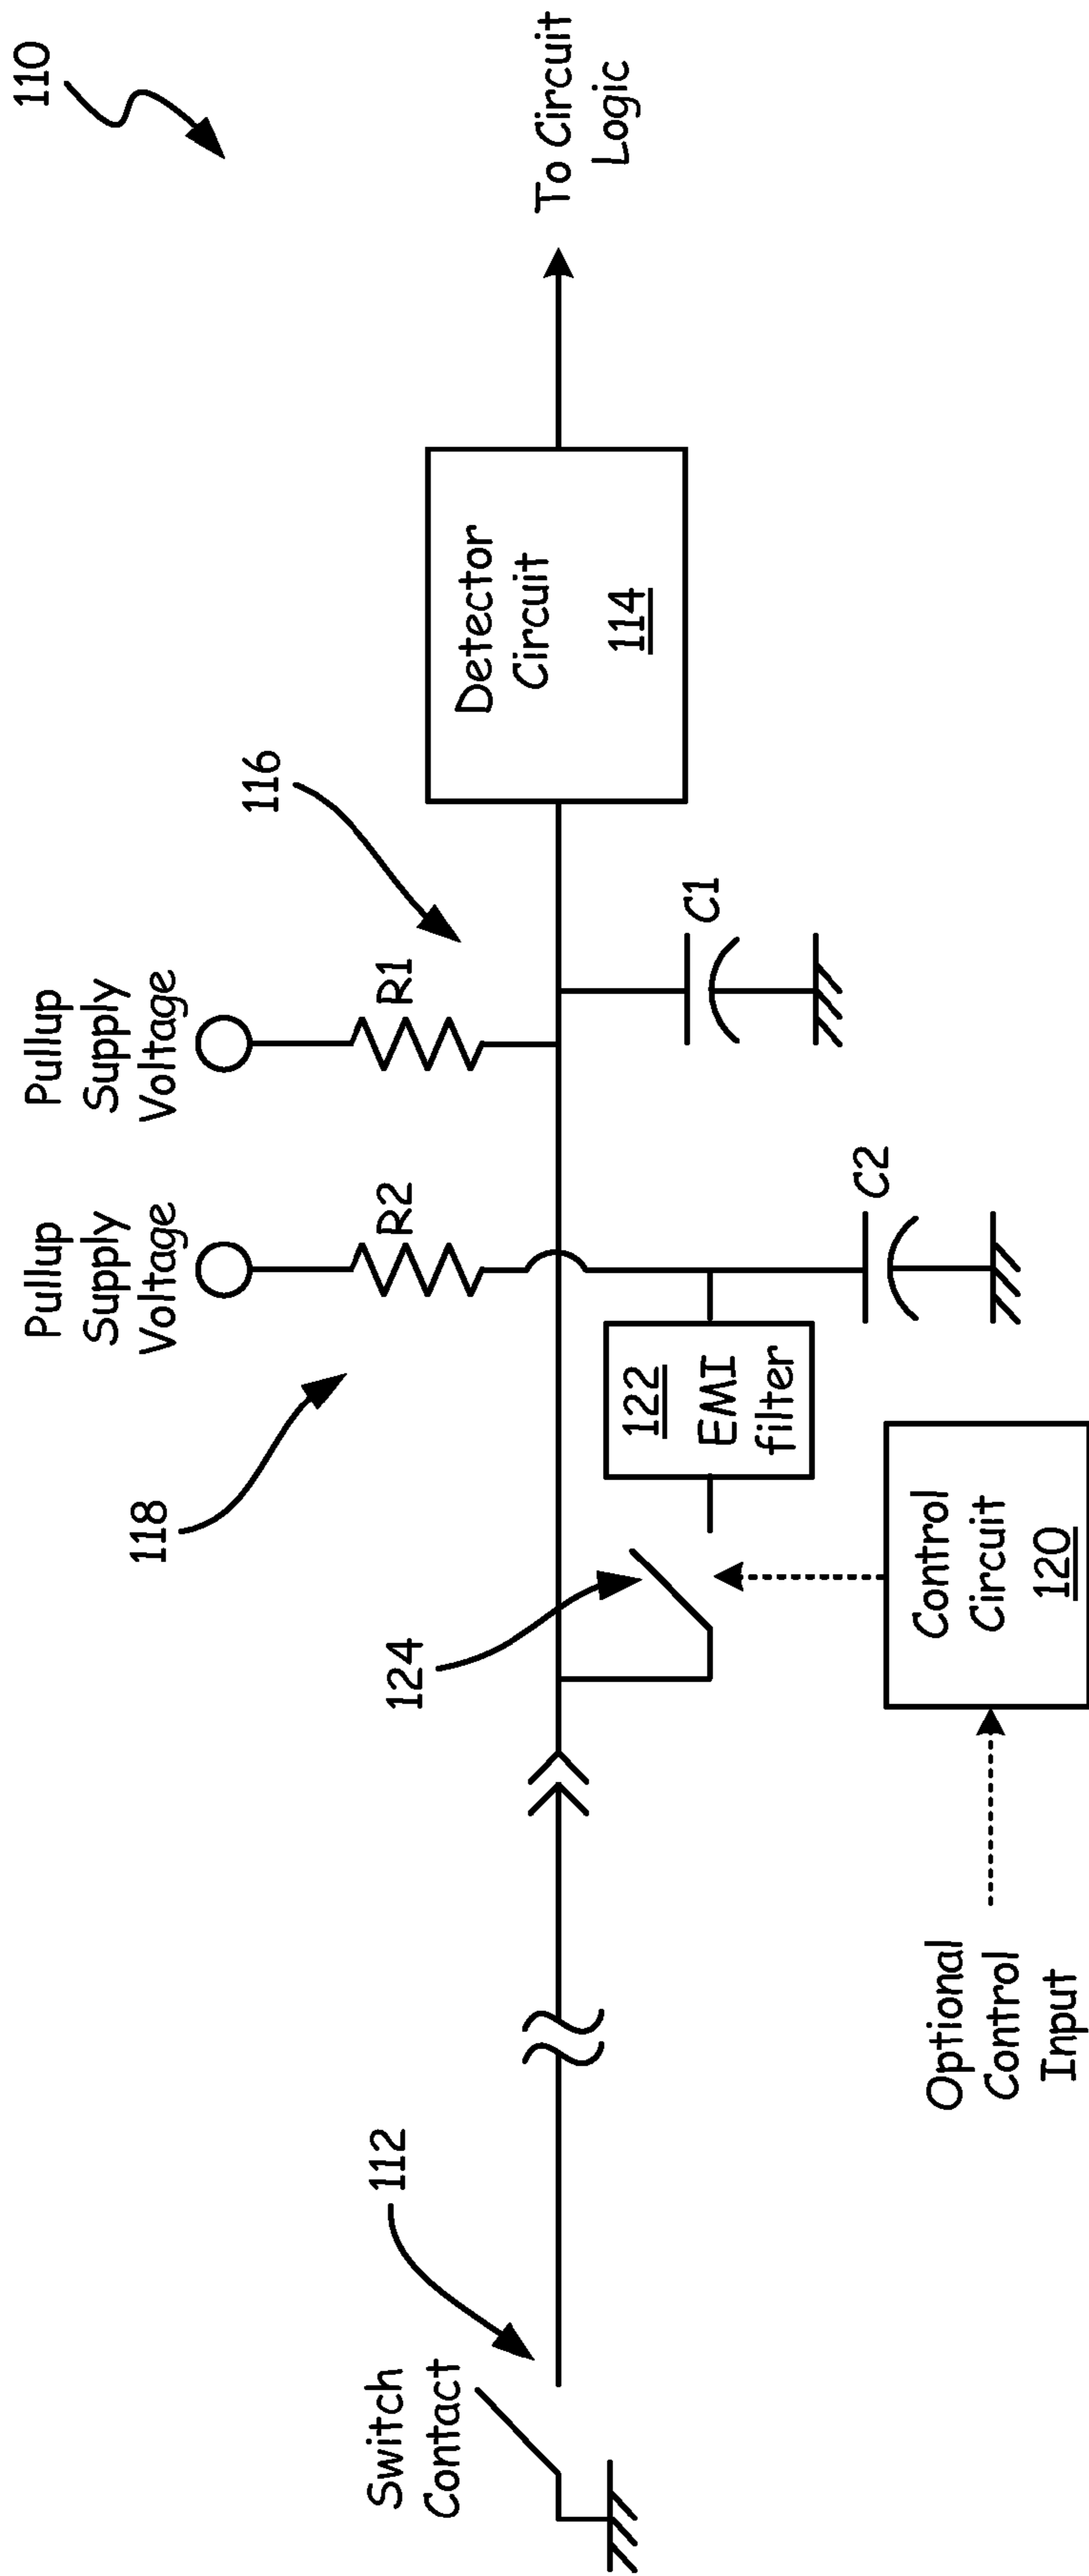 110
Pullup
Supply
Voltage
Pullup
Supply
Voltage
118
R2
R1
116
Switch
Contact
112
124
Detector
Circuit
114
To Circuit
Logic
122
EMI
filter
C1
C2
Optional
Control
Input
Control
Circuit
120